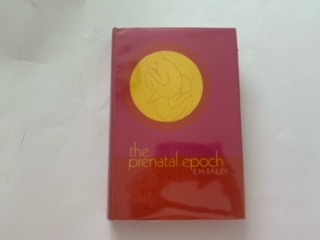 the
prenatal epoch
E. H. BAILEY